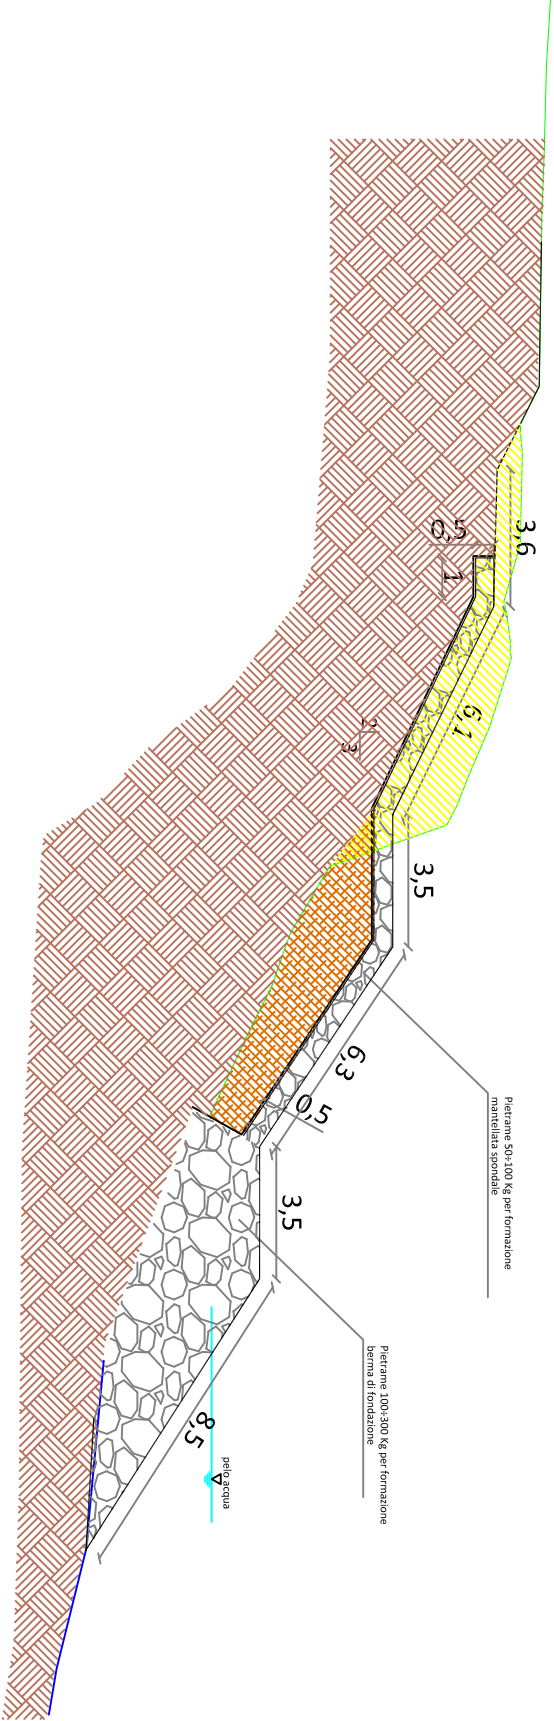 3,6
0,5
1
6,1
2
3
3,5
6,3
0,5
Pietrame 50÷100 Kg per formazione
mantellata spondale
3,5
Pietrame 100÷300 Kg per formazione
berma di fondazione
8,5
pelo acqua